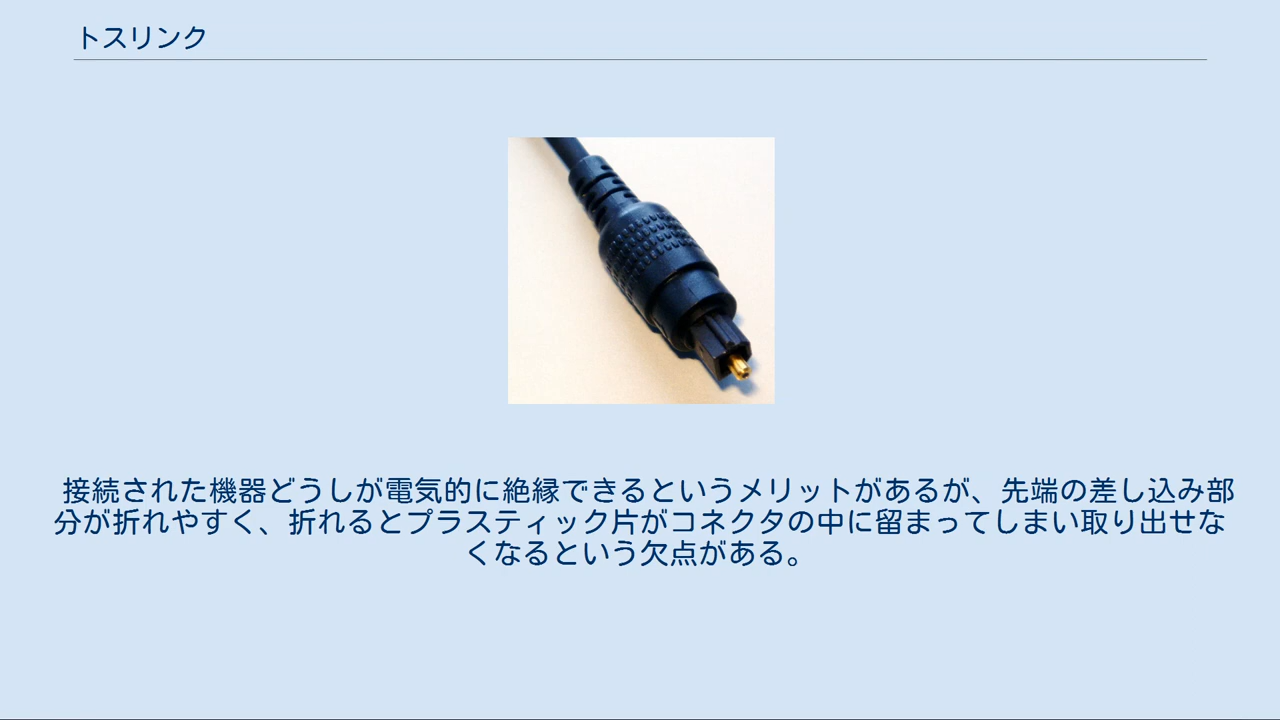 トスリンク
接続された機器どうしが電気的に絶縁できるというメリットがあるが、先端の差し込み部
分が折れやすく、折れるとプラスティック片がコネクタの中に留まってしまい取り出せな
くなるという欠点がある。